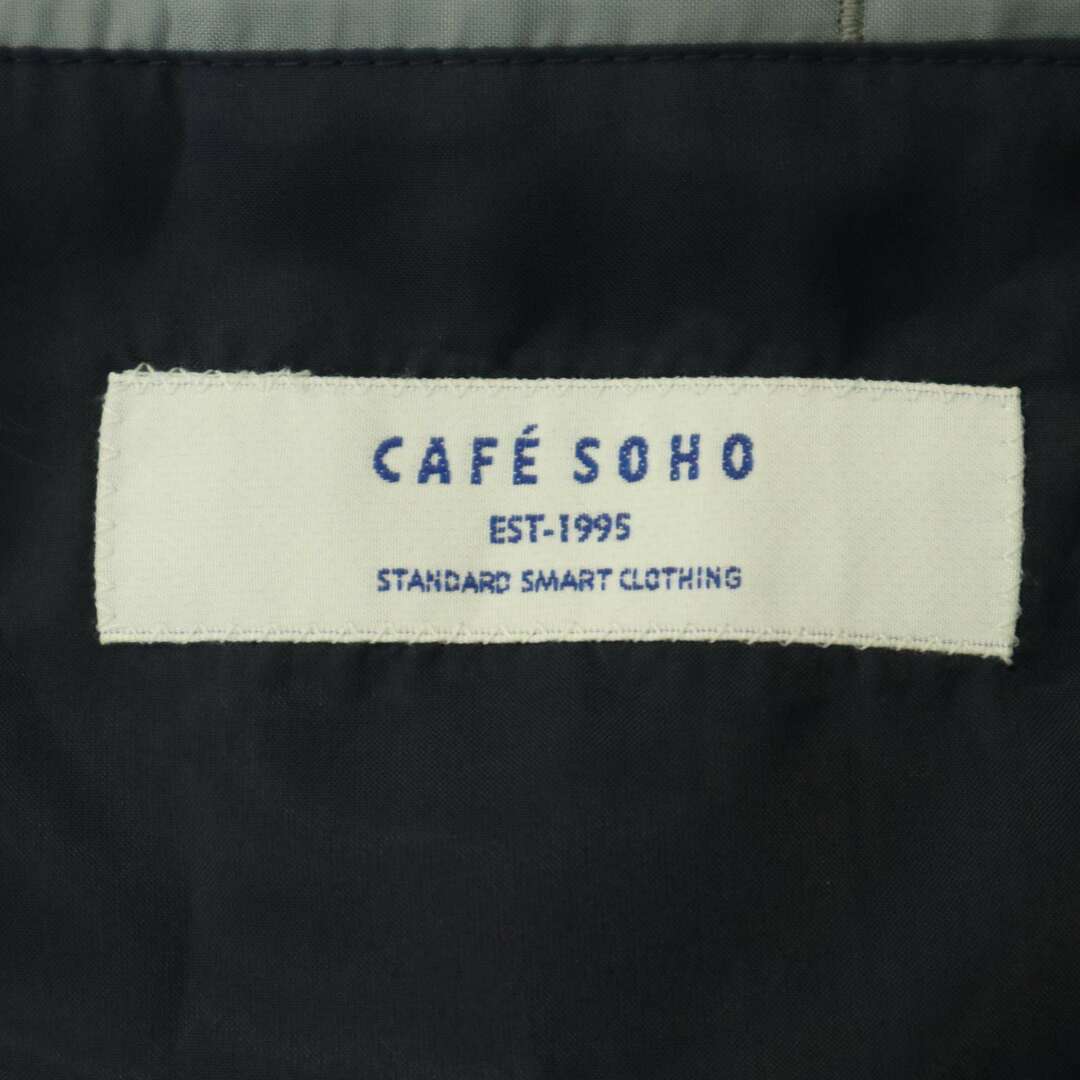 CAFÉ SOHO
EST-1995
STANDARD SMART CLOTHING